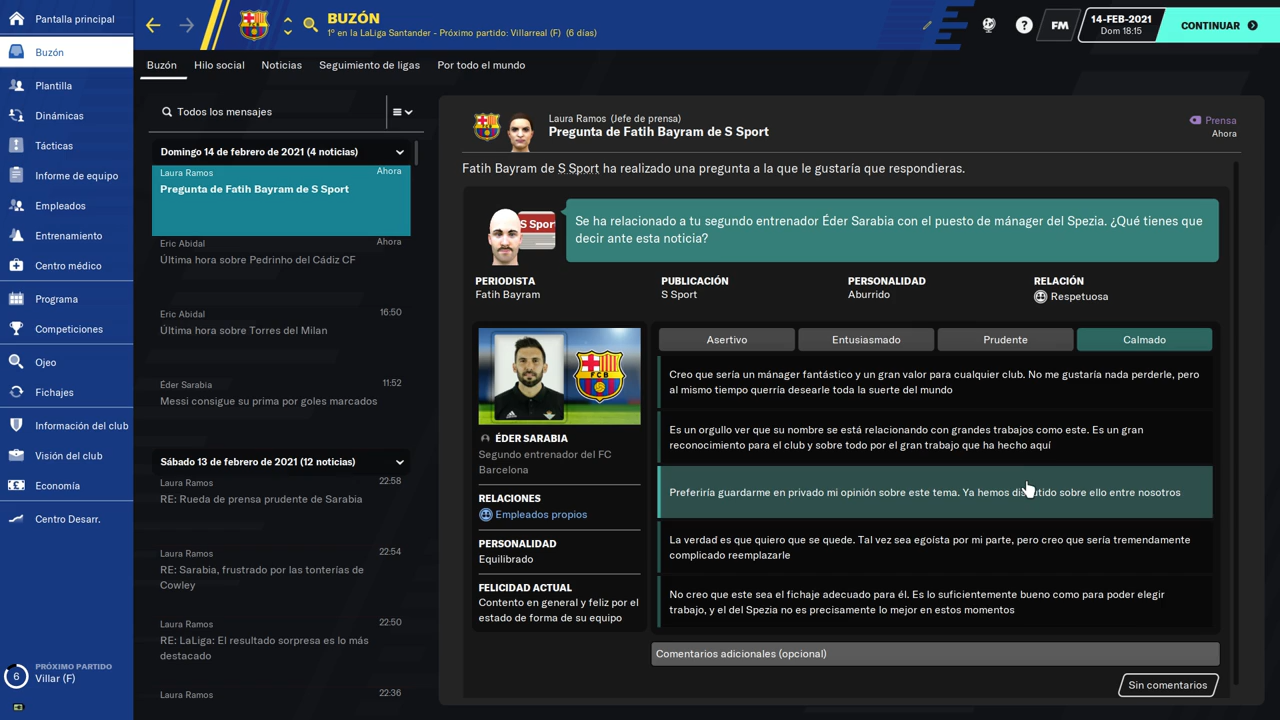 Pantalla principal
Buzón
Plantilla
Dinámicas
Tácticas
Informe de equipo
Empleados
Entrenamiento
Centro médico
Programa
Competiciones
Ojeo
Fichajes
Información del club
Visión del club
Economía
Centro Desarr.
6
PRÓXIMO PARTIDO
Villar (F)
BUZÓN
1º en la LaLiga Santander - Próximo partido: Villarreal (F) (6 días)
FM
14-FEB-2021
Dom 18:15
CONTINUAR
Buzón
Hilo social
Noticias
Seguimiento de ligas
Por todo el mundo
Todos los mensajes
Domingo 14 de febrero de 2021 (4 noticias)
Laura Ramos Ahora
Pregunta de Fatih Bayram de S Sport
Eric Abidal Ahora
Última hora sobre Pedrinho del Cádiz CF
Eric Abidal 16:50
Última hora sobre Torres del Milan
Éder Sarabia 11:52
Messi consigue su prima por goles marcados
Sábado 13 de febrero de 2021 (12 noticias)
Laura Ramos 22:58
RE: Rueda de prensa prudente de Sarabia
Laura Ramos 22:54
RE: Sarabia, frustrado por las tonterías de
Cowley
Laura Ramos 22:50
RE: LaLiga: El resultado sorpresa es lo más
destacado
Laura Ramos 22:36
Laura Ramos (Jefe de prensa)
Pregunta de Fatih Bayram de S Sport
Prensa
Ahora
Fatih Bayram de S Sport ha realizado una pregunta a la que le gustaría que respondieras.
S Spor
Se ha relacionado a tu segundo entrenador Éder Sarabia con el puesto de mánager del Spezia. ¿Qué tienes que
decir ante esta noticia?
PERIODISTA
Fatih Bayram
PUBLICACIÓN
S Sport
PERSONALIDAD
Aburrido
RELACIÓN
Respetuosa
FCB
ÉDER SARABIA
Segundo entrenador del FC
Barcelona
RELACIONES
Empleados propios
PERSONALIDAD
Equilibrado
FELICIDAD ACTUAL
Contento en general y feliz por el
estado de forma de su equipo
Asertivo
Entusiasmado
Prudente
Calmado
Creo que sería un mánager fantástico y un gran valor para cualquier club. No me gustaría nada perderle, pero
al mismo tiempo querría desearle toda la suerte del mundo
Es un orgullo ver que su nombre se está relacionando con grandes trabajos como este. Es un gran
reconocimiento para el club y sobre todo por el gran trabajo que ha hecho aquí
Preferiría guardarme en privado mi opinión sobre este tema. Ya hemos discutido sobre ello entre nosotros
La verdad es que quiero que se quede. Tal vez sea egoísta por mi parte, pero creo que sería tremendamente
complicado reemplazarle
No creo que este sea el fichaje adecuado para él. Es lo suficientemente bueno como para poder elegir
trabajo, y el del Spezia no es precisamente lo mejor en estos momentos
Comentarios adicionales (opcional)
Sin comentarios